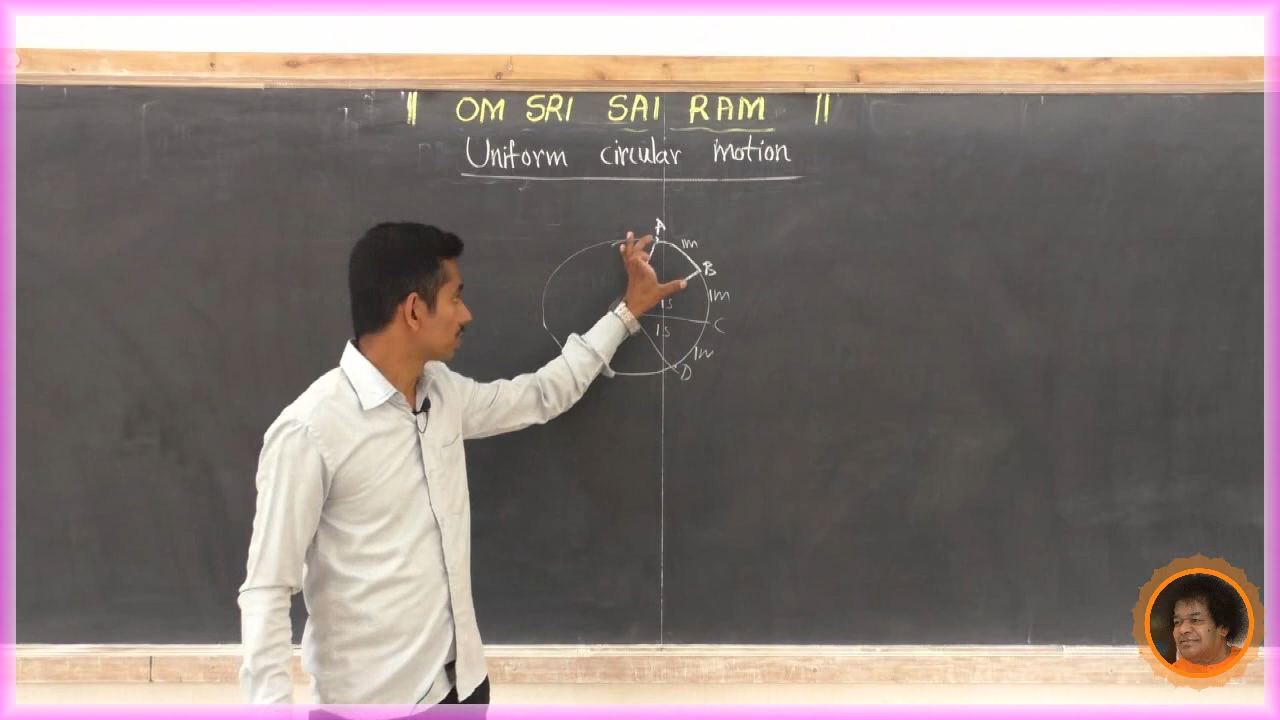 || OM SRI SAI RAM ||
Uniform circular motion
A
1m
B
1s
1m
C
1s
1m
D